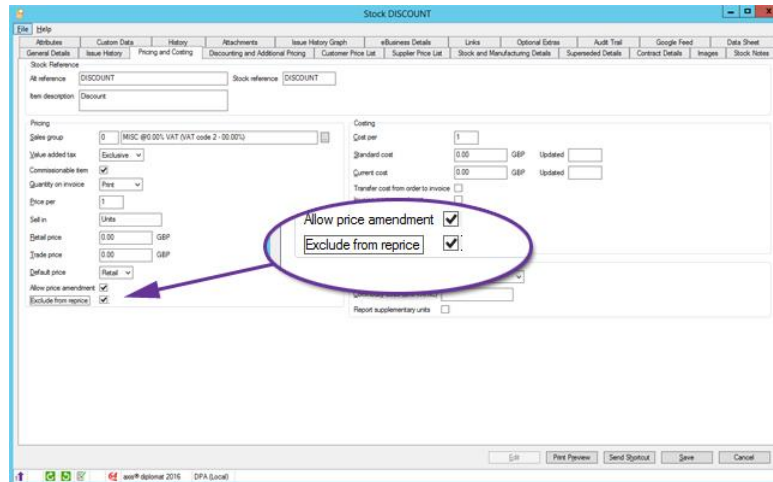 Stock DISCOUNT
File Help
Attributes Custom Data History Attachments Issue History Graph eBusiness Details Links Optional Extras Audit Trail Google Feed Data Sheet
General Details Issue History Pricing and Costing Discounting and Additional Pricing Customer Price List Supplier Price List Stock and Manufacturing Details Superseded Details Contract Details Images Stock Notes
Stock Reference
Alt reference DISCOUNT Stock reference DISCOUNT
Item description Discount
Pricing Costing
Sales group 0 MISC @0.00% VAT (VAT code 2 - 00.00%) Cost per 1
Value added tax Exclusive Standard cost 0.00 GBP Updated
Commissionable item Current cost 0.00 GBP Updated
Quantity on invoice Print Transfer cost from order to invoice
Price per 1
Sell in Units
Allow price amendment
Exclude from reprice
Retail price 0.00 GBP
Trade price 0.00 GBP
Default price Retail
Allow price amendment
Exclude from reprice
Report supplementary units
Edit Print Preview Send Shortcut Save Cancel
axis® diplomat 2016 DPA (Local)